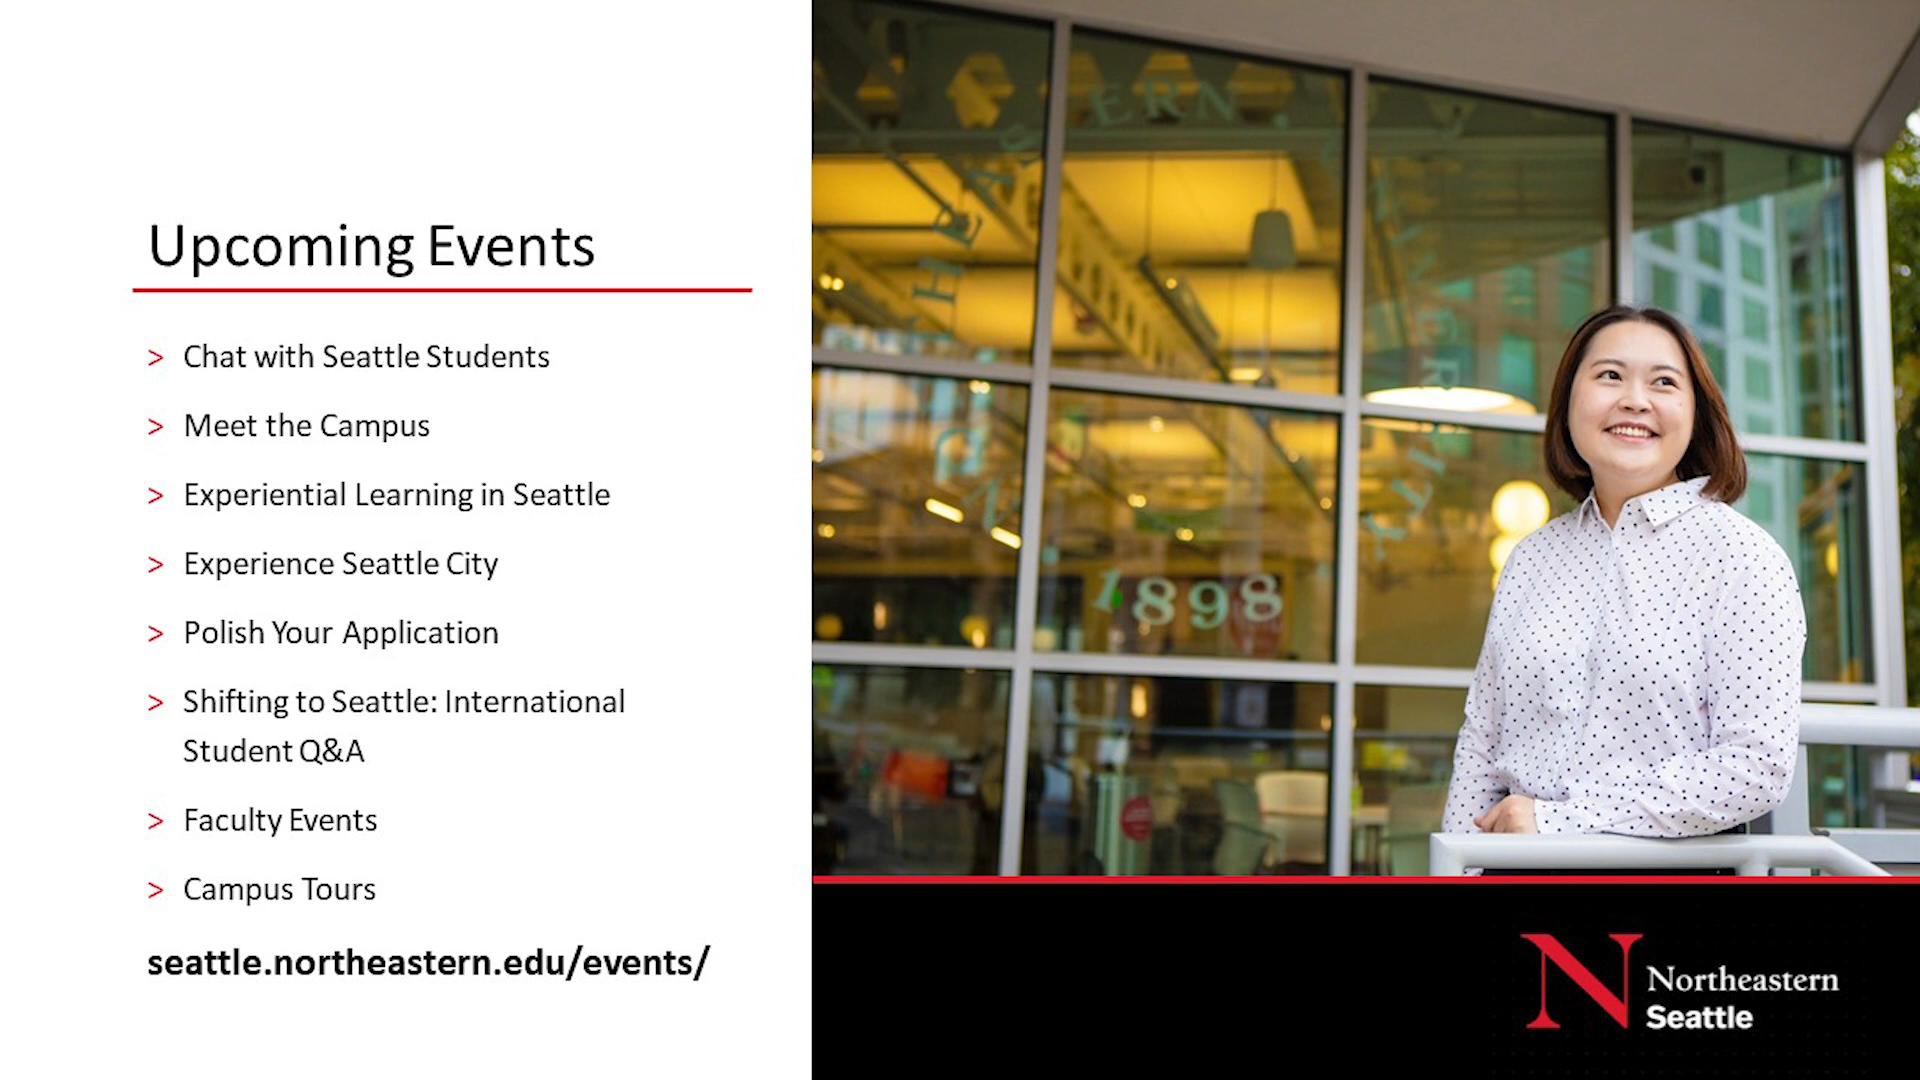 Upcoming Events
> Chat with Seattle Students
> Meet the Campus
> Experiential Learning in Seattle
> Experience Seattle City
> Polish Your Application
> Shifting to Seattle: International
Student Q&A
> Faculty Events
> Campus Tours
seattle.northeastern.edu/events/
1898
N
Northeastern
Seattle